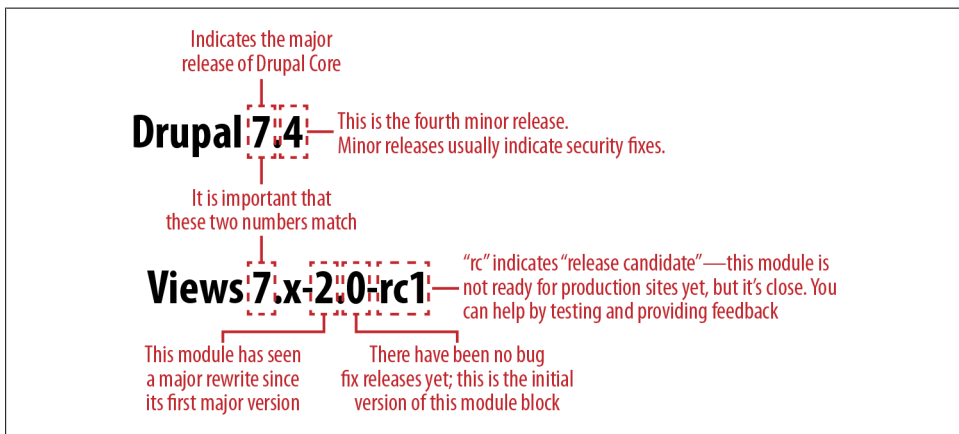 Indicates the major
release of Drupal Core
Drupal 7.4
This is the fourth minor release.
Minor releases usually indicate security fixes.
It is important that
these two numbers match
Views 7.x-2.0-rc1
“rc” indicates “release candidate”—this module is
not ready for production sites yet, but it’s close. You
can help by testing and providing feedback
This module has seen
a major rewrite since
its first major version
There have been no bug
fix releases yet; this is the initial
version of this module block